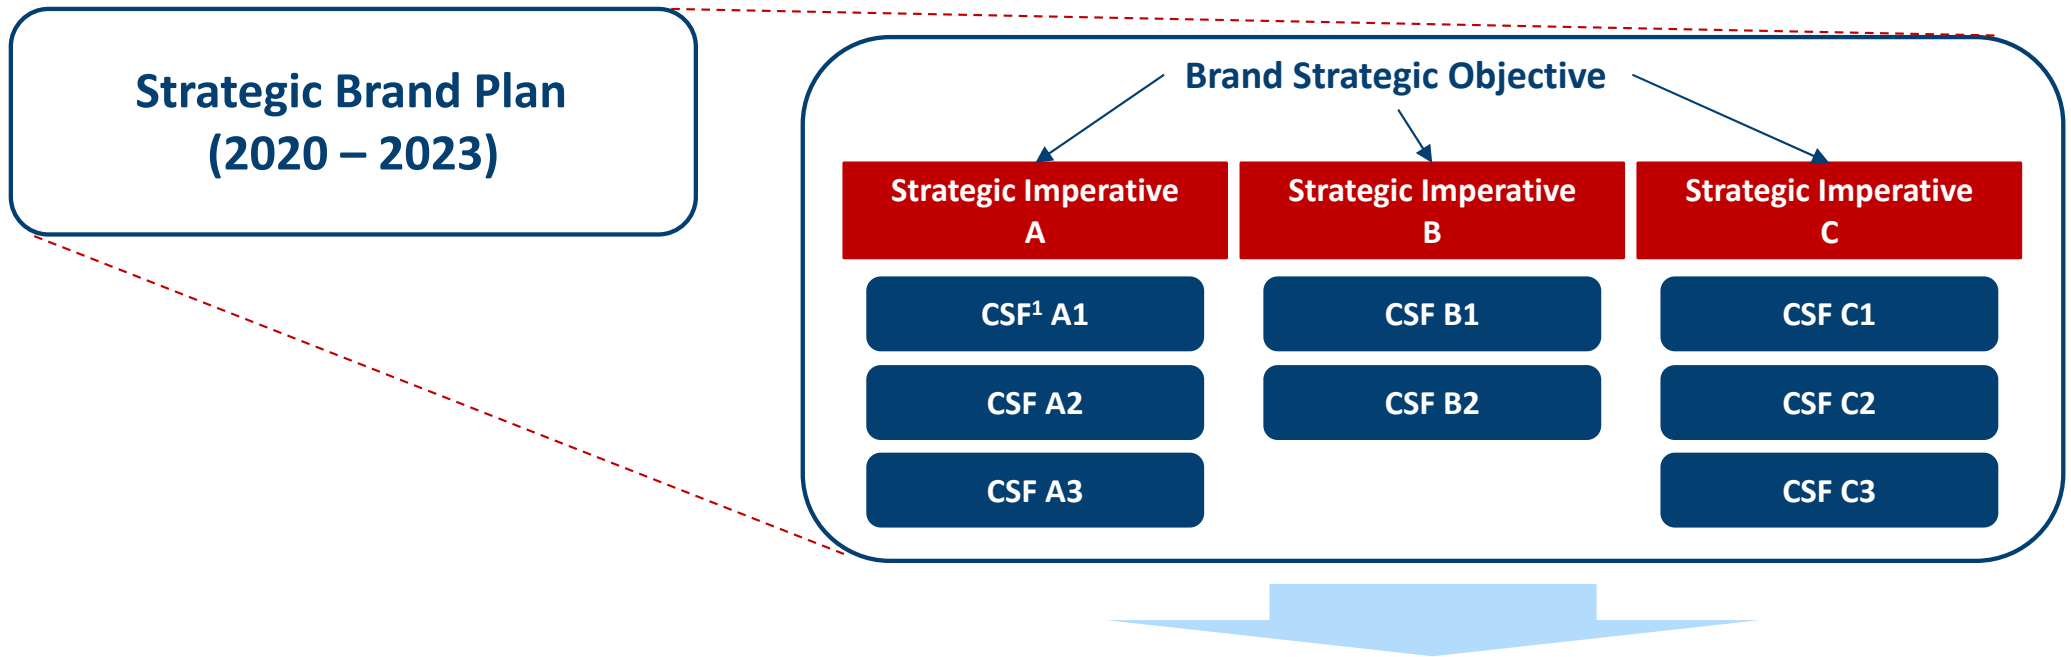 Strategic Brand Plan
(2020 – 2023)
Brand Strategic Objective
Strategic Imperative
A
Strategic Imperative
B
Strategic Imperative
C
CSF¹ A1
CSF B1
CSF C1
CSF A2
CSF B2
CSF C2
CSF A3
CSF C3